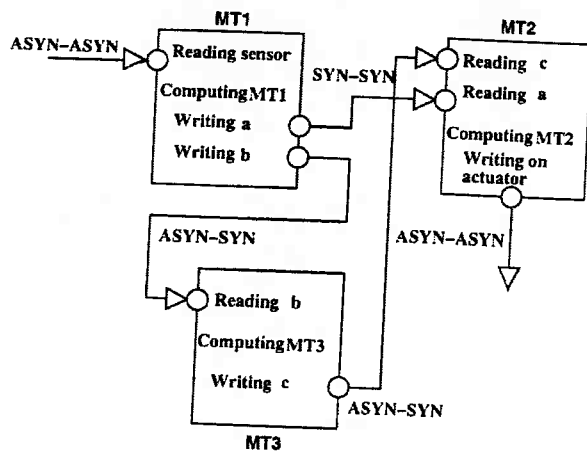 MT1
ASYN–ASYN
Reading sensor
Computing MT1
Writing a
Writing b
SYN–SYN
MT2
Reading c
Reading a
Computing MT2
Writing on
actuator
ASYN–ASYN
ASYN–SYN
Reading b
Computing MT3
Writing c
ASYN–SYN
MT3